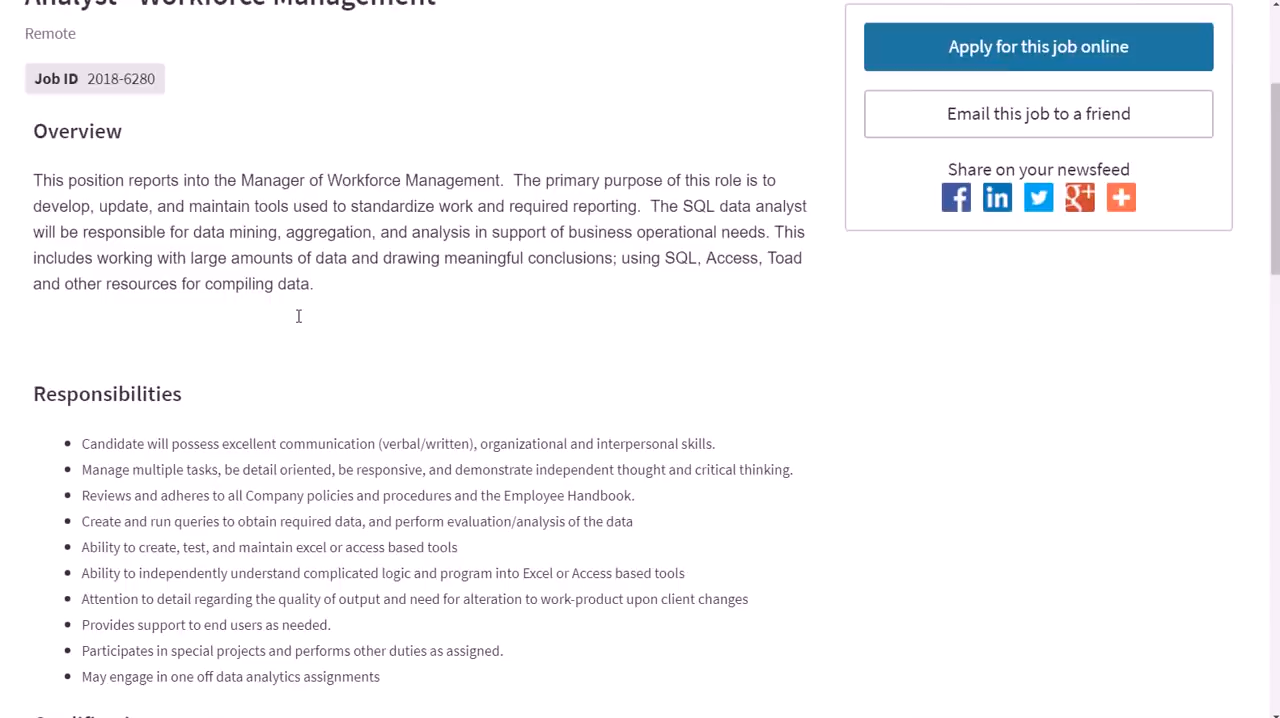 Analyst - Workforce Management
Remote
Job ID 2018-6280
Overview
This position reports into the Manager of Workforce Management.  The primary purpose of this role is to
develop, update, and maintain tools used to standardize work and required reporting.  The SQL data analyst
will be responsible for data mining, aggregation, and analysis in support of business operational needs. This
includes working with large amounts of data and drawing meaningful conclusions; using SQL, Access, Toad
and other resources for compiling data.
Responsibilities
Candidate will possess excellent communication (verbal/written), organizational and interpersonal skills.
Manage multiple tasks, be detail oriented, be responsive, and demonstrate independent thought and critical thinking.
Reviews and adheres to all Company policies and procedures and the Employee Handbook.
Create and run queries to obtain required data, and perform evaluation/analysis of the data
Ability to create, test, and maintain excel or access based tools
Ability to independently understand complicated logic and program into Excel or Access based tools
Attention to detail regarding the quality of output and need for alteration to work-product upon client changes
Provides support to end users as needed.
Participates in special projects and performs other duties as assigned.
May engage in one off data analytics assignments
Apply for this job online
Email this job to a friend
Share on your newsfeed